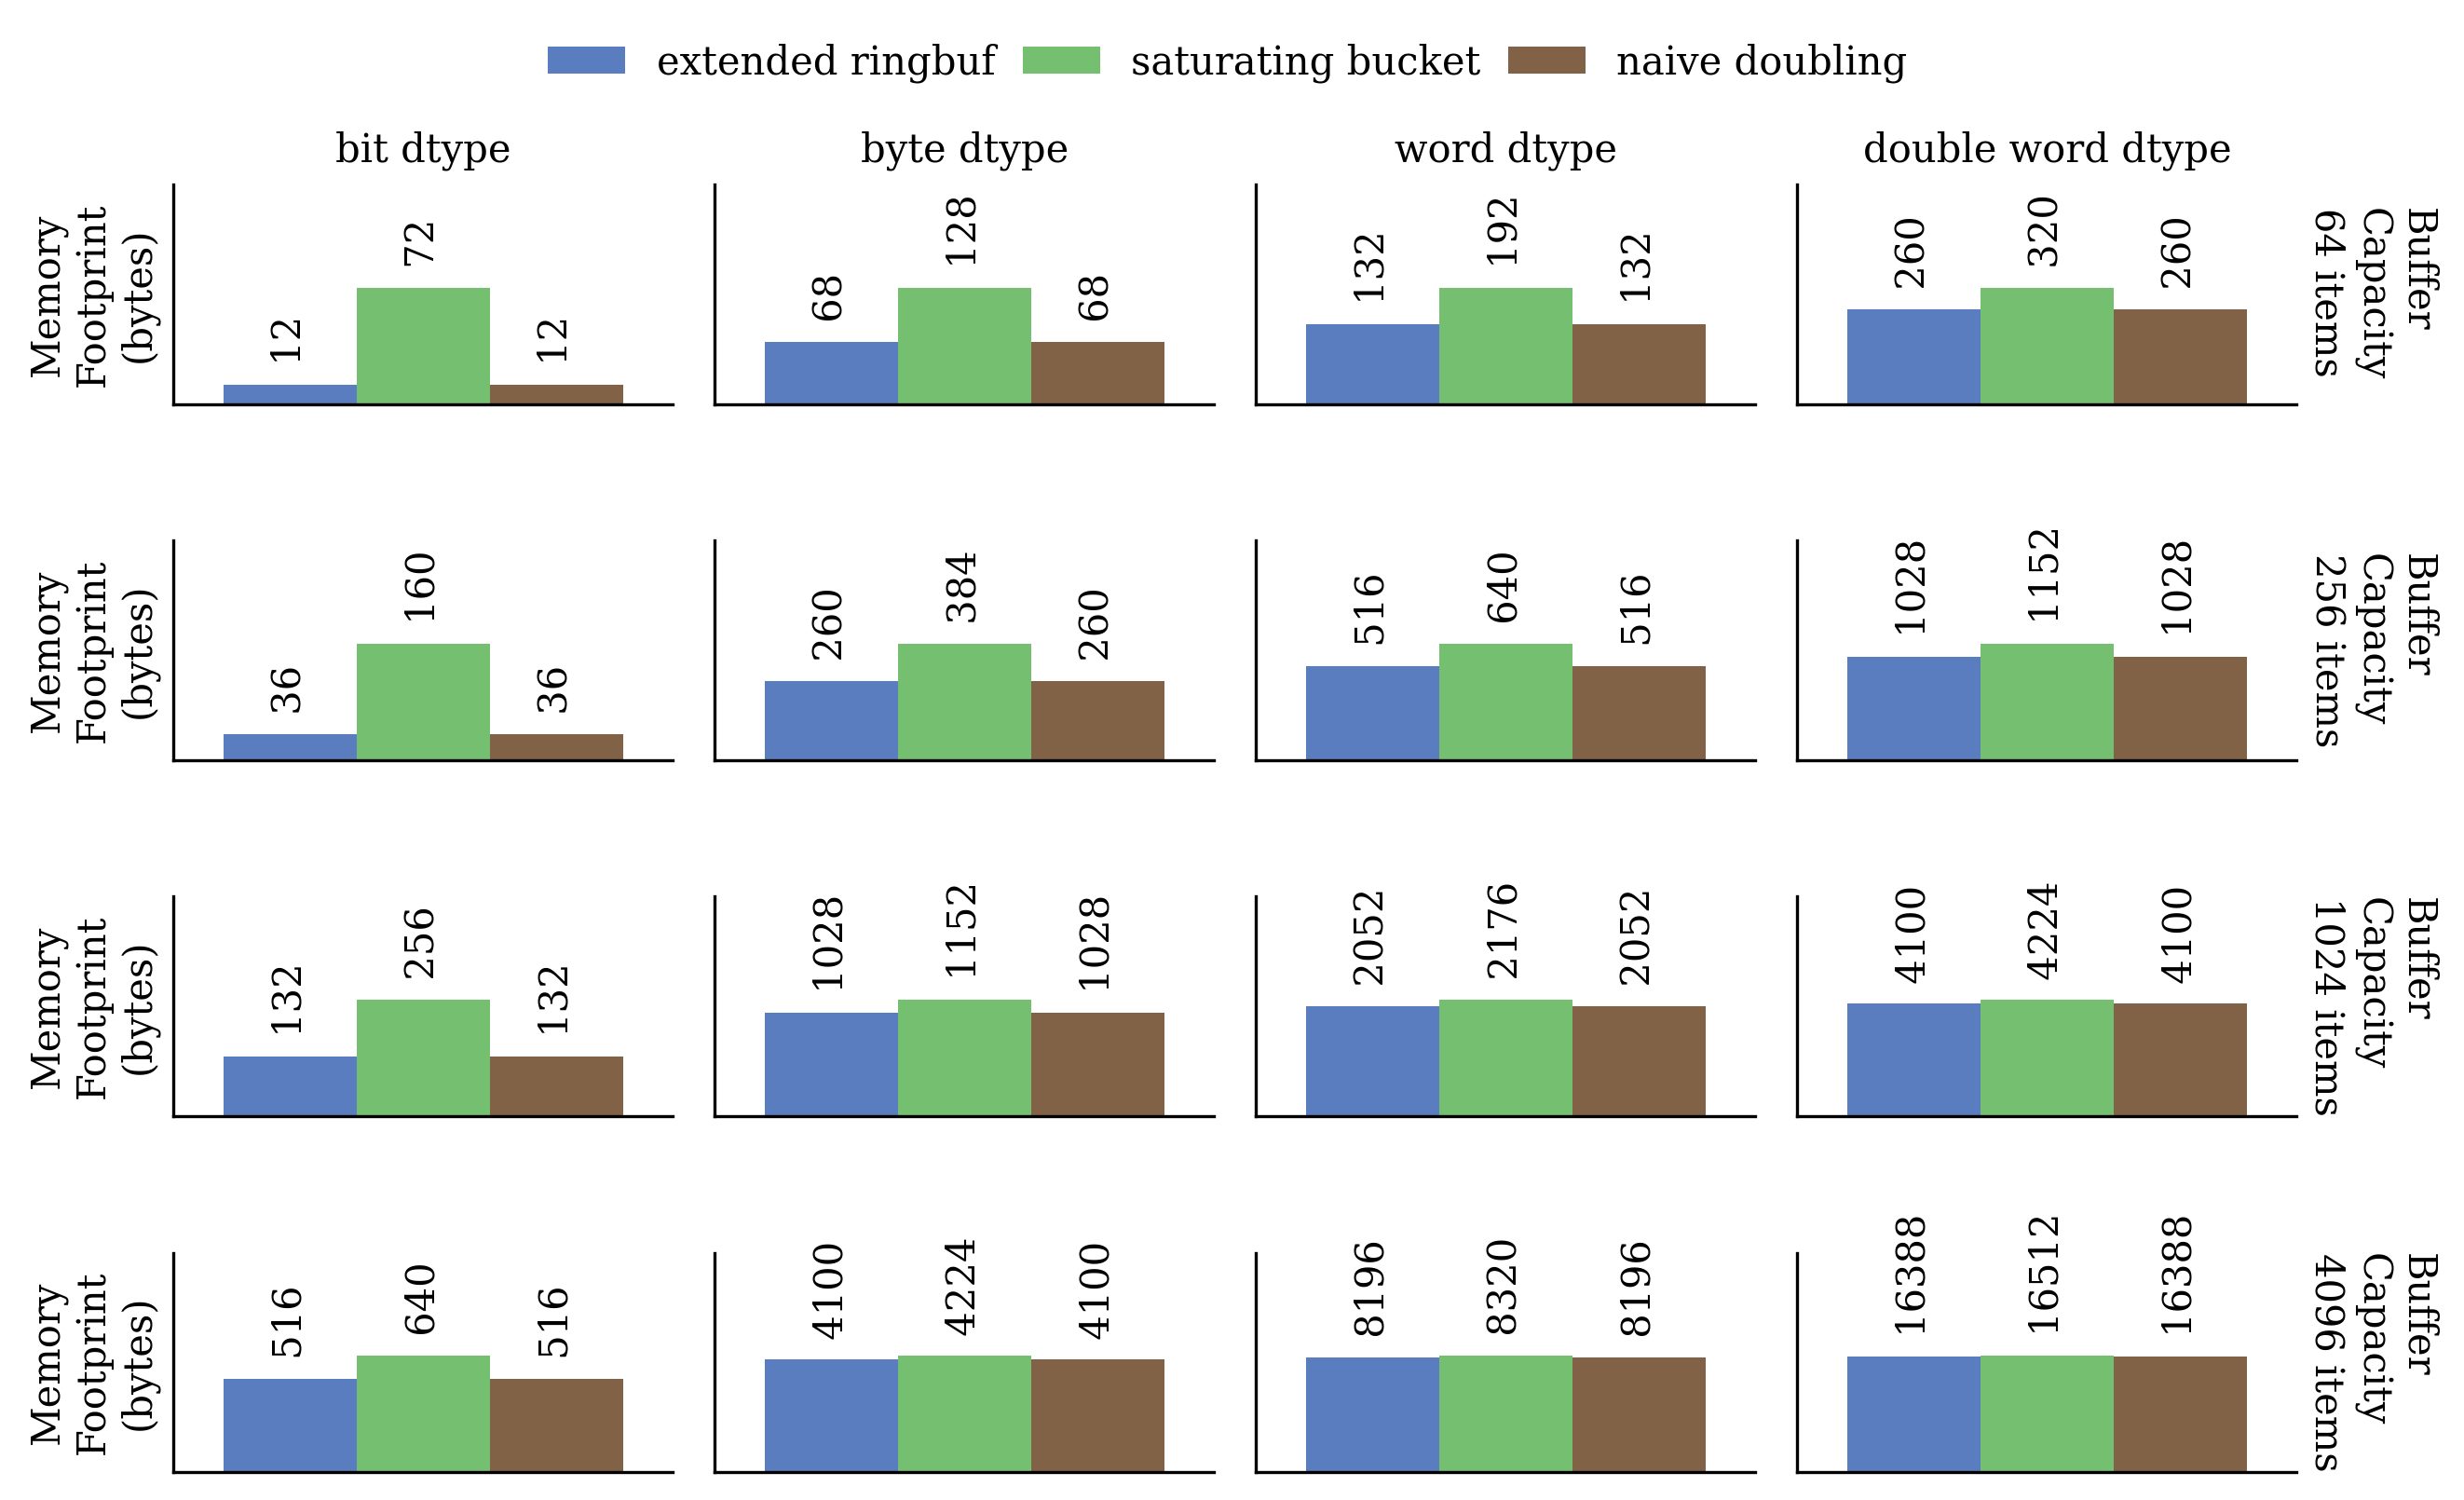 extended ringbuf saturating bucket naive doubling
bit dtype byte dtype word dtype double word dtype
Memory
Footprint
(bytes)
12 72 12
68 128 68
132 192 132
260 320 260
Buffer
Capacity
64 items
Memory
Footprint
(bytes)
36 160 36
260 384 260
516 640 516
1028 1152 1028
Buffer
Capacity
256 items
Memory
Footprint
(bytes)
132 256 132
1028 1152 1028
2052 2176 2052
4100 4224 4100
Buffer
Capacity
1024 items
Memory
Footprint
(bytes)
516 640 516
4100 4224 4100
8196 8320 8196
16388 16512 16388
Buffer
Capacity
4096 items